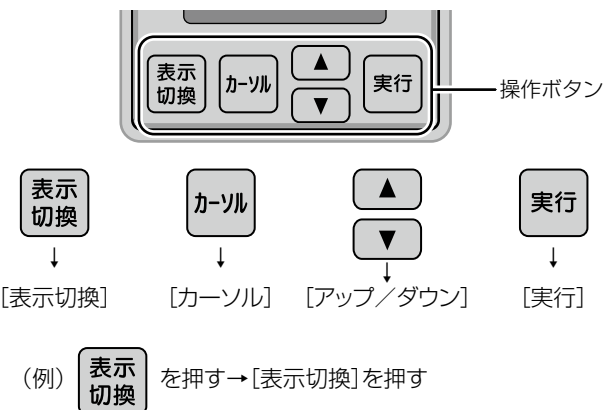 表示
切換
カーソル
▲
▼
実行
操作ボタン
表示
切換
カーソル
▲
▼
実行
↓
↓
↓
↓
[表示切換]
[カーソル]
[アップ／ダウン]
[実行]
(例) 表示切換 を押す→[表示切換]を押す